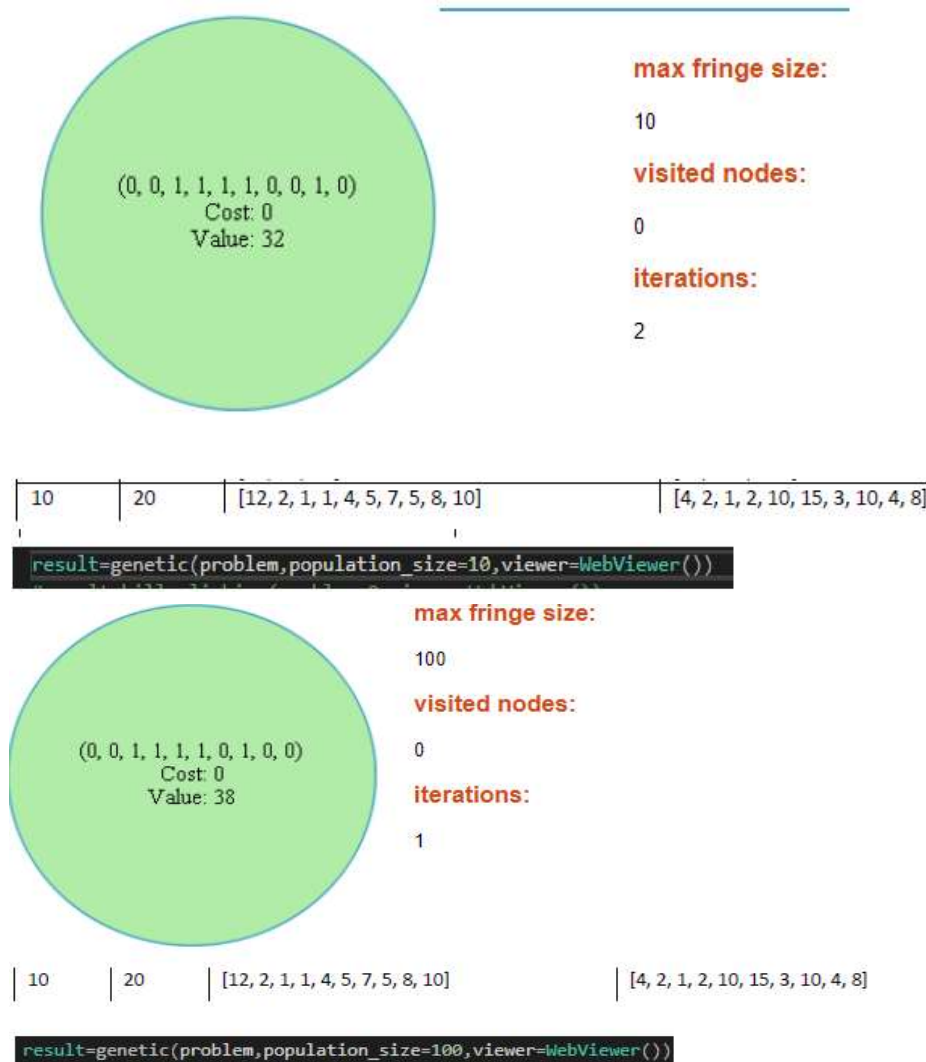 max fringe size:
10
visited nodes:
0
iterations:
2
(0, 0, 1, 1, 1, 1, 0, 0, 1, 0)
Cost: 0
Value: 32
10 20 [12, 2, 1, 1, 4, 5, 7, 5, 8, 10] [4, 2, 1, 2, 10, 15, 3, 10, 4, 8]
result=genetic(problem,population_size=10,viewer=WebViewer())
max fringe size:
100
visited nodes:
0
iterations:
1
(0, 0, 1, 1, 1, 1, 0, 1, 0, 0)
Cost: 0
Value: 38
10 20 [12, 2, 1, 1, 4, 5, 7, 5, 8, 10] [4, 2, 1, 2, 10, 15, 3, 10, 4, 8]
result=genetic(problem,population_size=100,viewer=WebViewer())